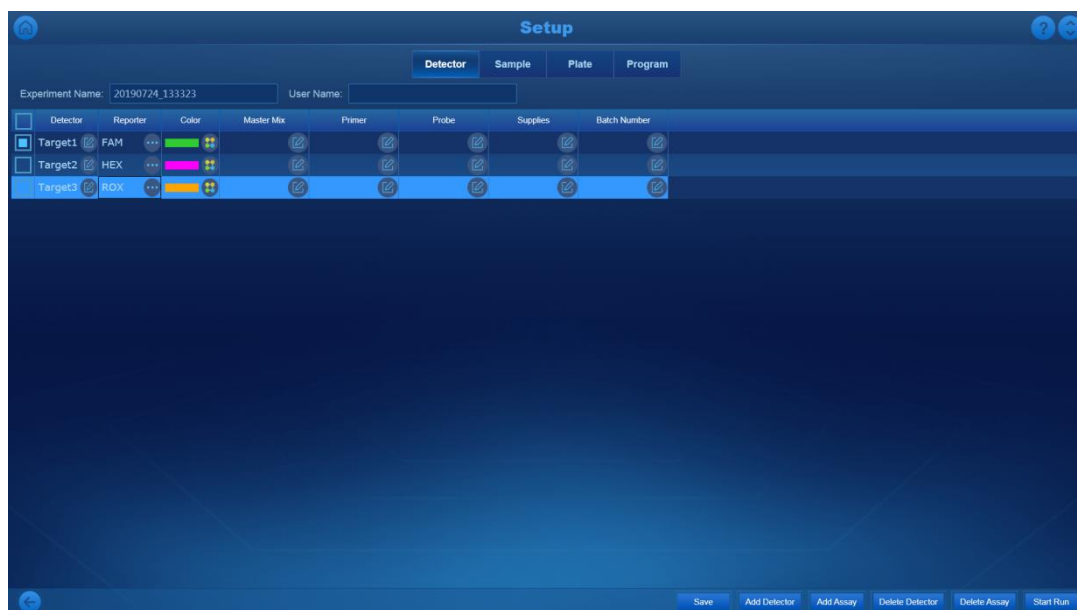 Setup
?
Detector Sample Plate Program
Experiment Name: 20190724_133323 User Name:
Detector Reporter Color Master Mix Primer Probe Supplies Batch Number
Target1 FAM
Target2 HEX
Target3 ROX
Save Add Detector Add Assay Delete Detector Delete Assay Start Run